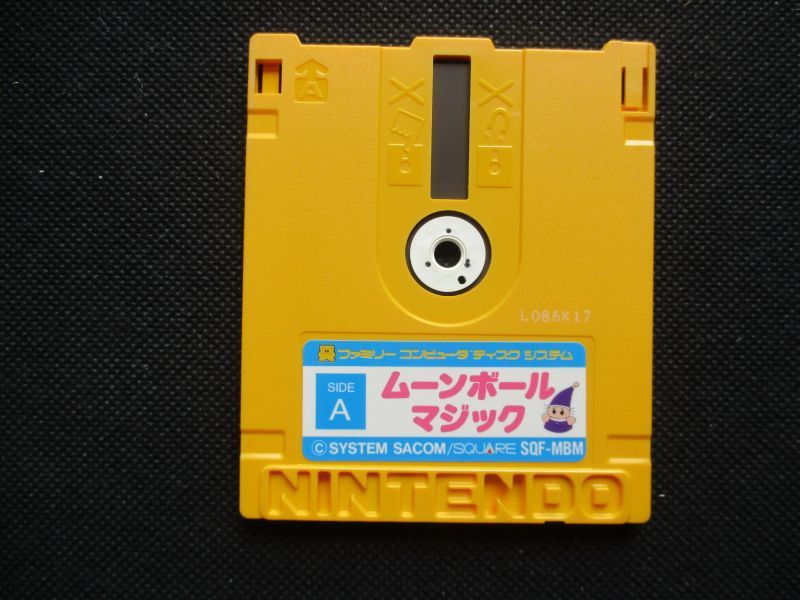 A
L086K17
ファミリー コンピュータ ディスク システム
SIDE
A
ムーンボール
マジック
©SYSTEM SACOM/SQUARE SQF-MBM
NINTENDO